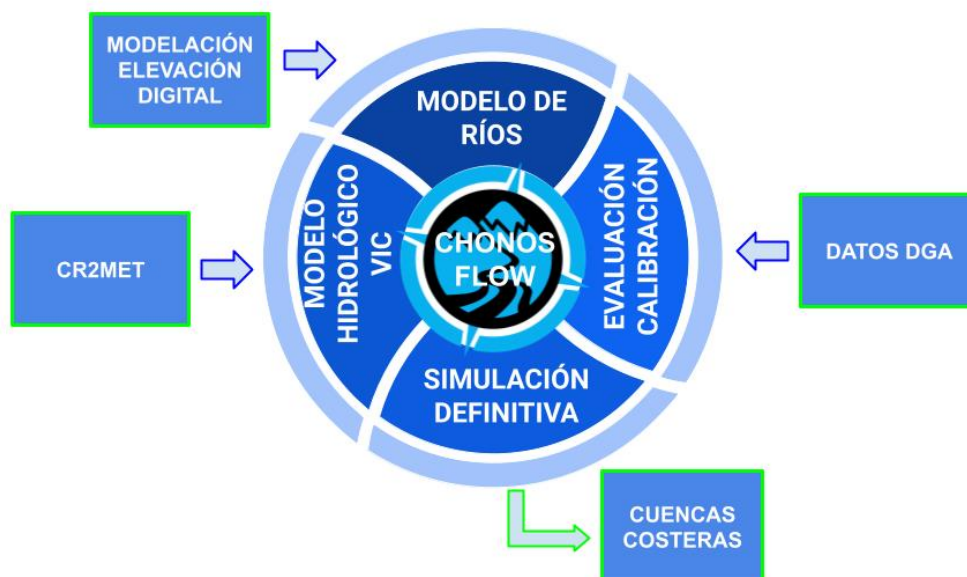 MODELACIÓN
ELEVACIÓN
DIGITAL
MODELO DE
RÍOS
MODELO
HIDROLÓGICO
VIC
CHONOS
FLOW
EVALUACIÓN
CALIBRACIÓN
CR2MET
DATOS DGA
SIMULACIÓN
DEFINITIVA
CUENCAS
COSTERAS